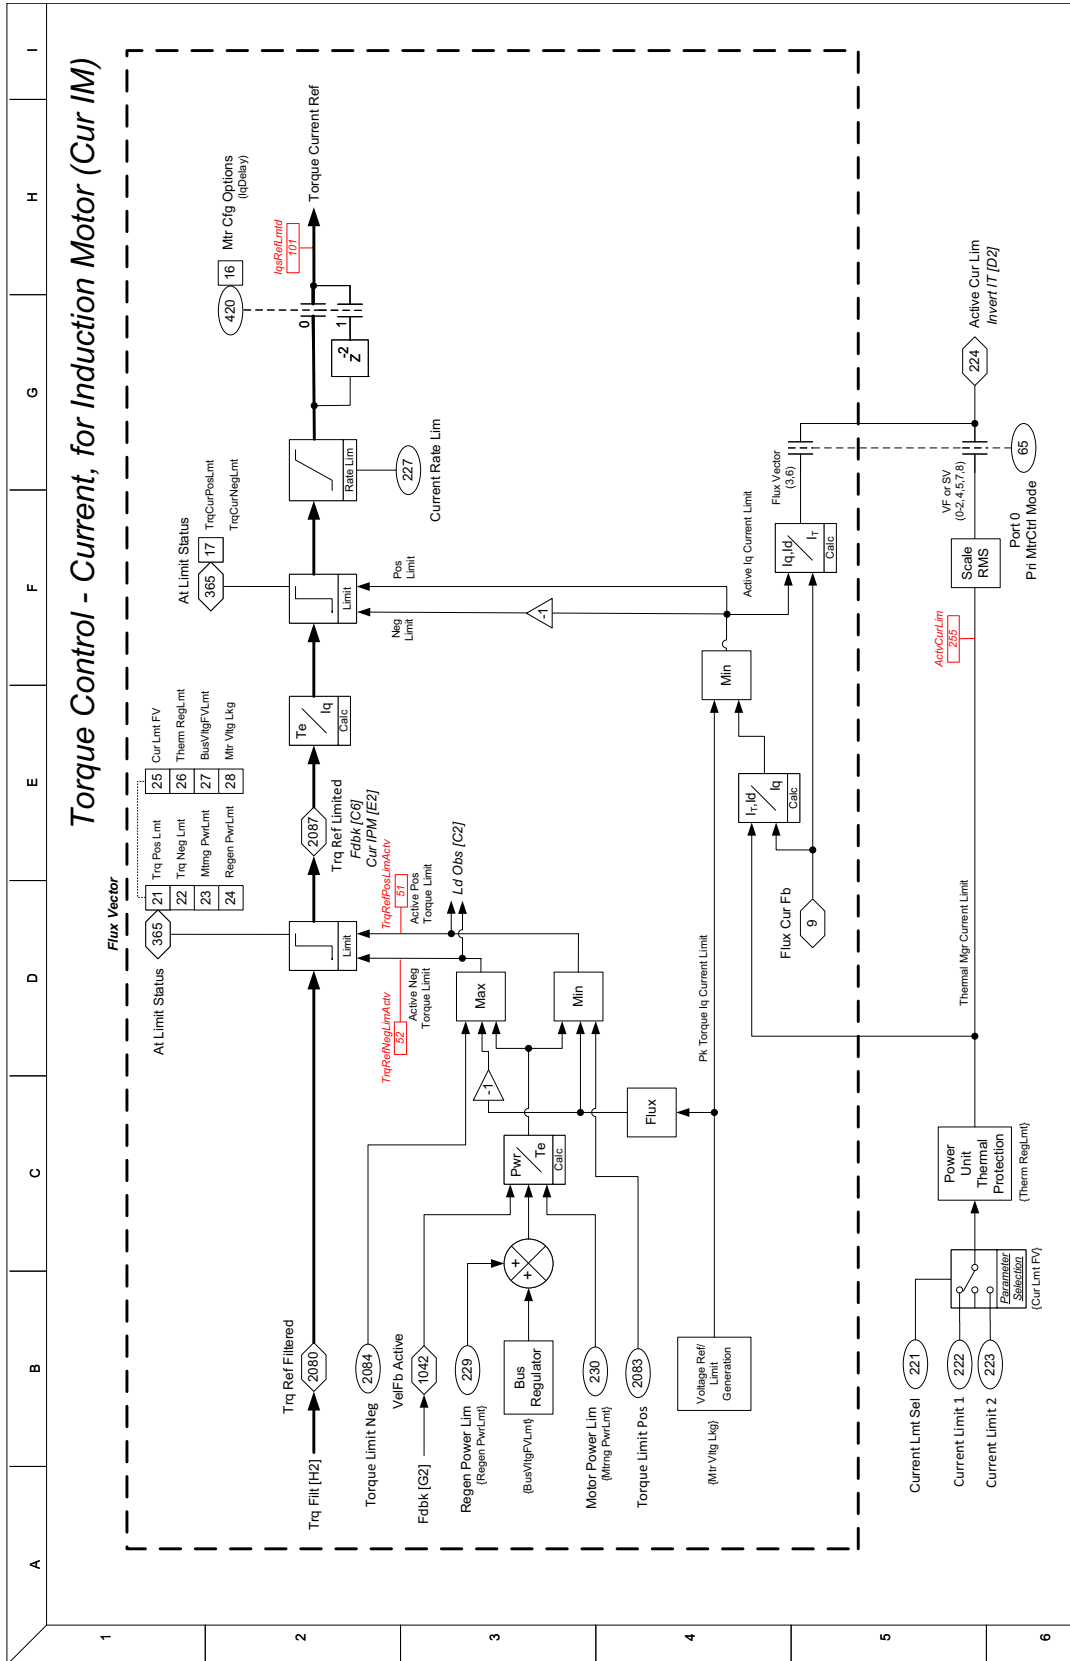 A
B
C
D
E
F
G
H
I
1
2
3
4
5
6
Torque Control - Current, for Induction Motor (Cur IM)
Flux Vector
At Limit Status
365
21 Trq Pos Lmt
22 Trq Neg Lmt
23 Mtrng PwrLmt
24 Regen PwrLmt
25 Cur Lmt FV
26 Therm RegLmt
27 BusVltgFVLmt
28 Mtr Vltg Lkg
At Limit Status
365
17
TrqCurPosLmt
TrqCurNegLmt
420
16
Mtr Cfg Options
(IqDelay)
Trq Filt [H2]
Trq Ref Filtered
2080
Limit
2087
Trq Ref Limited
Fdbk [C6]
Cur IPM [E2]
Te
Iq
Calc
Limit
Neg
Limit
Pos
Limit
Rate Lim
227
Current Rate Lim
0
1
z-2
IqsRefLmtd
101
Torque Current Ref
Torque Limit Neg
2084
VelFb Active
Fdbk [G2]
1042
Regen Power Lim
{Regen PwrLmt}
229
Bus
Regulator
{BusVltgFVLmt}
+
+
Motor Power Lim
{Mtrng PwrLmt}
230
Torque Limit Pos
2083
Pwr
Te
Calc
-1
Max
Min
TrqRefNegLimActv
52
Active Neg
Torque Limit
TrqRefPosLimActv
51
Active Pos
Torque Limit
Ld Obs [C2]
Voltage Ref/
Limit
Generation
{Mtr Vltg Lkg}
Flux
Pk Torque Iq Current Limit
Flux Cur Fb
9
IT,Id
Iq
Calc
Min
-1
Active Iq Current Limit
Iq,Id
IT
Calc
Flux Vector
(3,6)
Current Lmt Sel
221
Current Limit 1
222
Current Limit 2
223
Parameter
Selection
{Cur Lmt FV}
Power
Unit
Thermal
Protection
{Therm RegLmt}
Thermal Mgr Current Limit
ActvCurLim
255
Scale
RMS
VF or SV
(0-2,4,5,7,8)
65
Port 0
Pri MtrCtrl Mode
224
Active Cur Lim
Invert IT [D2]